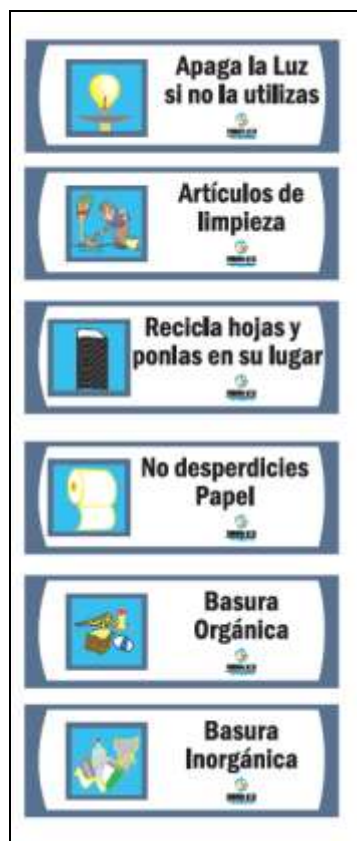 Apaga la Luz
si no la utilizas
Artículos de
limpieza
Recicla hojas y
ponlas en su lugar
No desperdicies
Papel
Basura
Orgánica
Basura
Inorgánica